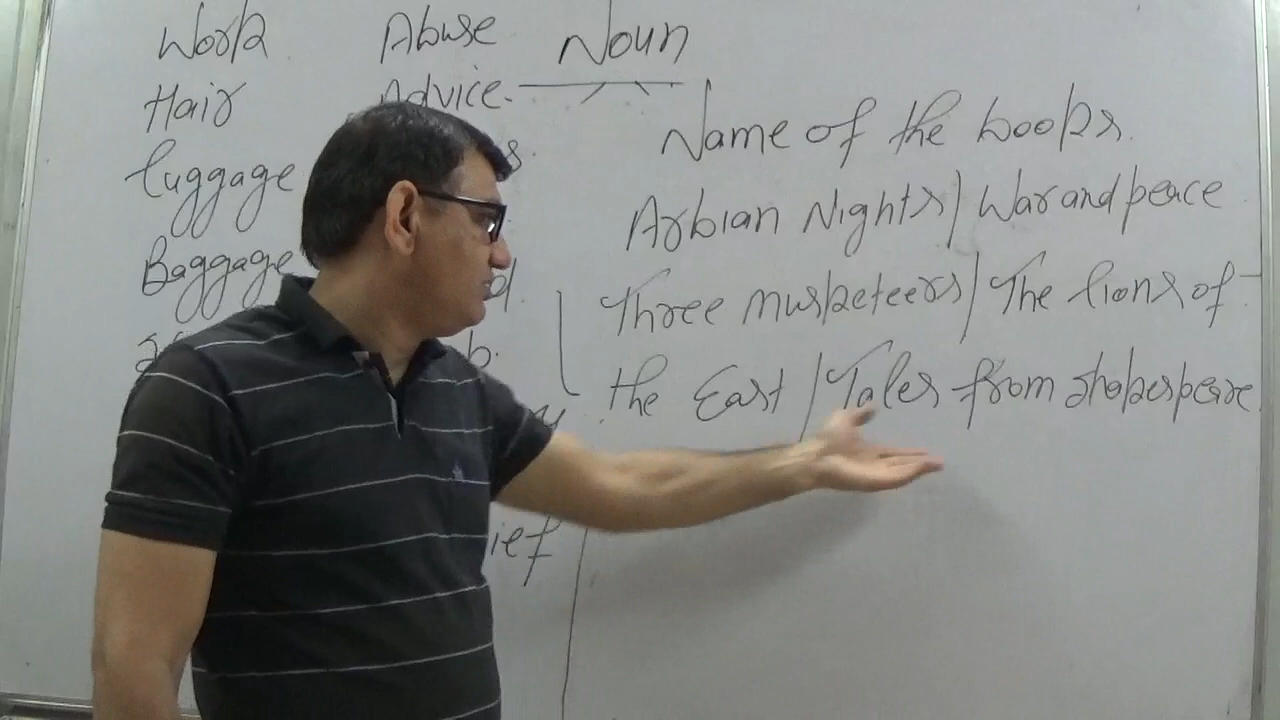 Noun
Work
Hair
Luggage
Baggage
Abuse
Advice.
Name of the books.
Arbian Nights / War and peace
Three musketeers / The lions of
the East / Tales from shakespeare.